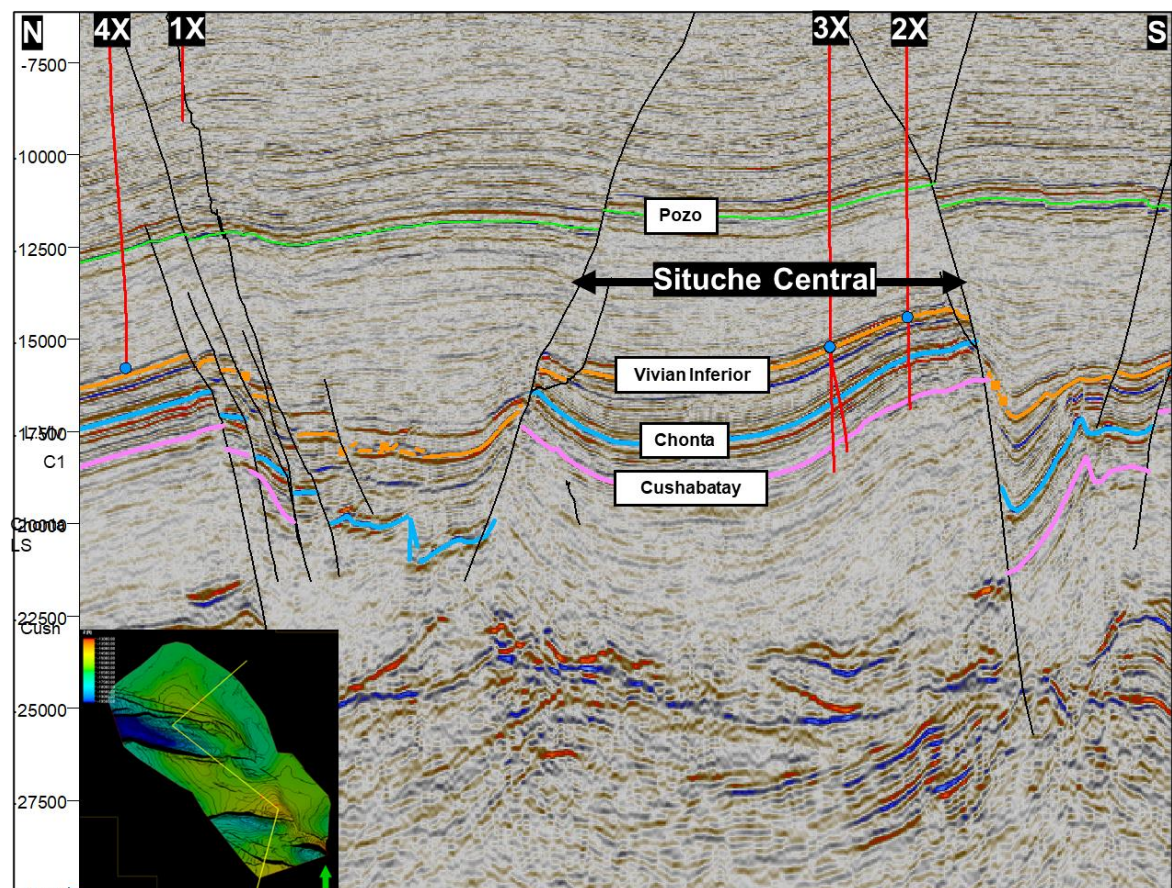 N
4X
1X
3X
2X
S
-7500
-10000
-12500
-15000
-17500
C1
-20000
LS
-22500
Cush
-25000
-27500
Pozo
Situche Central
Vivian Inferior
Chonta
Cushabatay